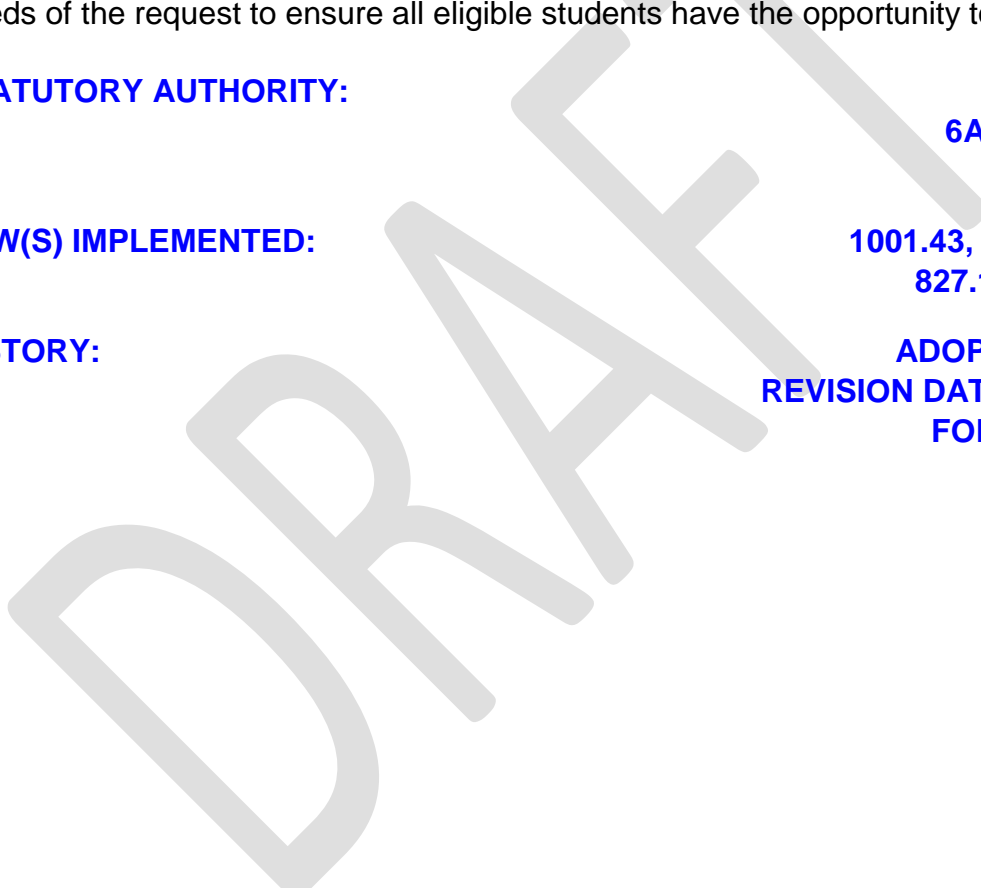 eds of the request to ensure all eligible students have the opportunity to
ATUTORY AUTHORITY:
6A
W(S) IMPLEMENTED:
1001.43,
827.
STORY:
ADOP
REVISION DAT
FO
DRAFT